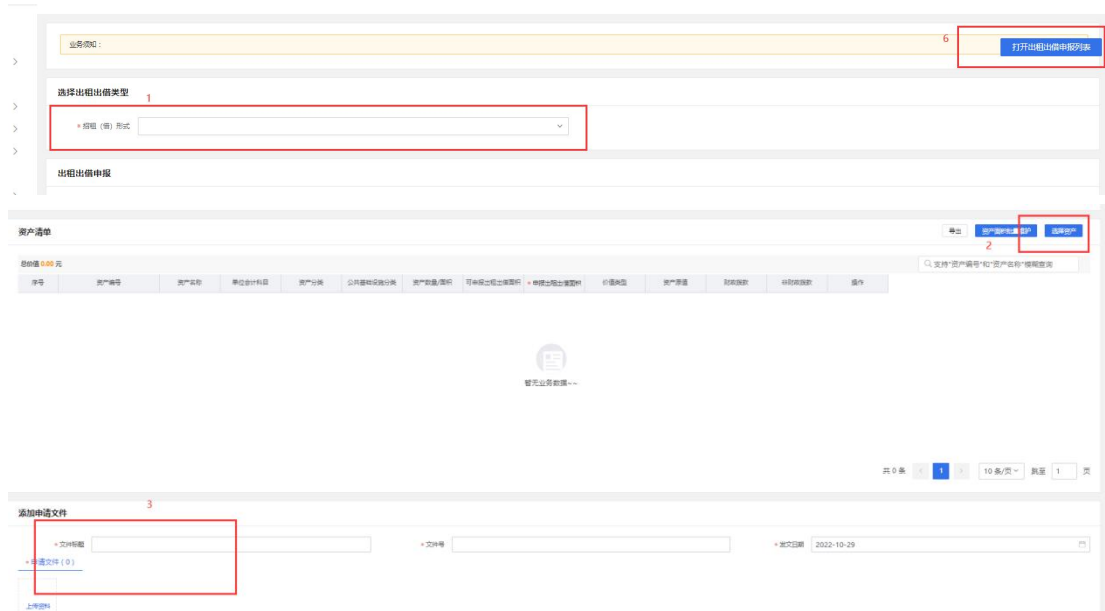 业务须知：
6
打开出租出借申报列表
选择出租出借类型
1
* 招租（借）形式
出租出借申报
资产清单
导出 资产面积批量维护 选择资产
2
总价值 0.00 元
支持"资产编号"和"资产名称"模糊查询
序号 资产编号 资产名称 单位会计科目 资产分类 公共基础设施分类 资产数量/面积 可申报出租出借面积 * 申报出租出借面积 价值类型 资产原值 财政拨款 非财政拨款 操作
暂无业务数据~~
共 0 条 < 1 > 10 条/页 跳至 1 页
3
添加申请文件
* 文件标题 * 文件号 * 发文日期 2022-10-29
* 申请文件 ( 0 )
上传资料